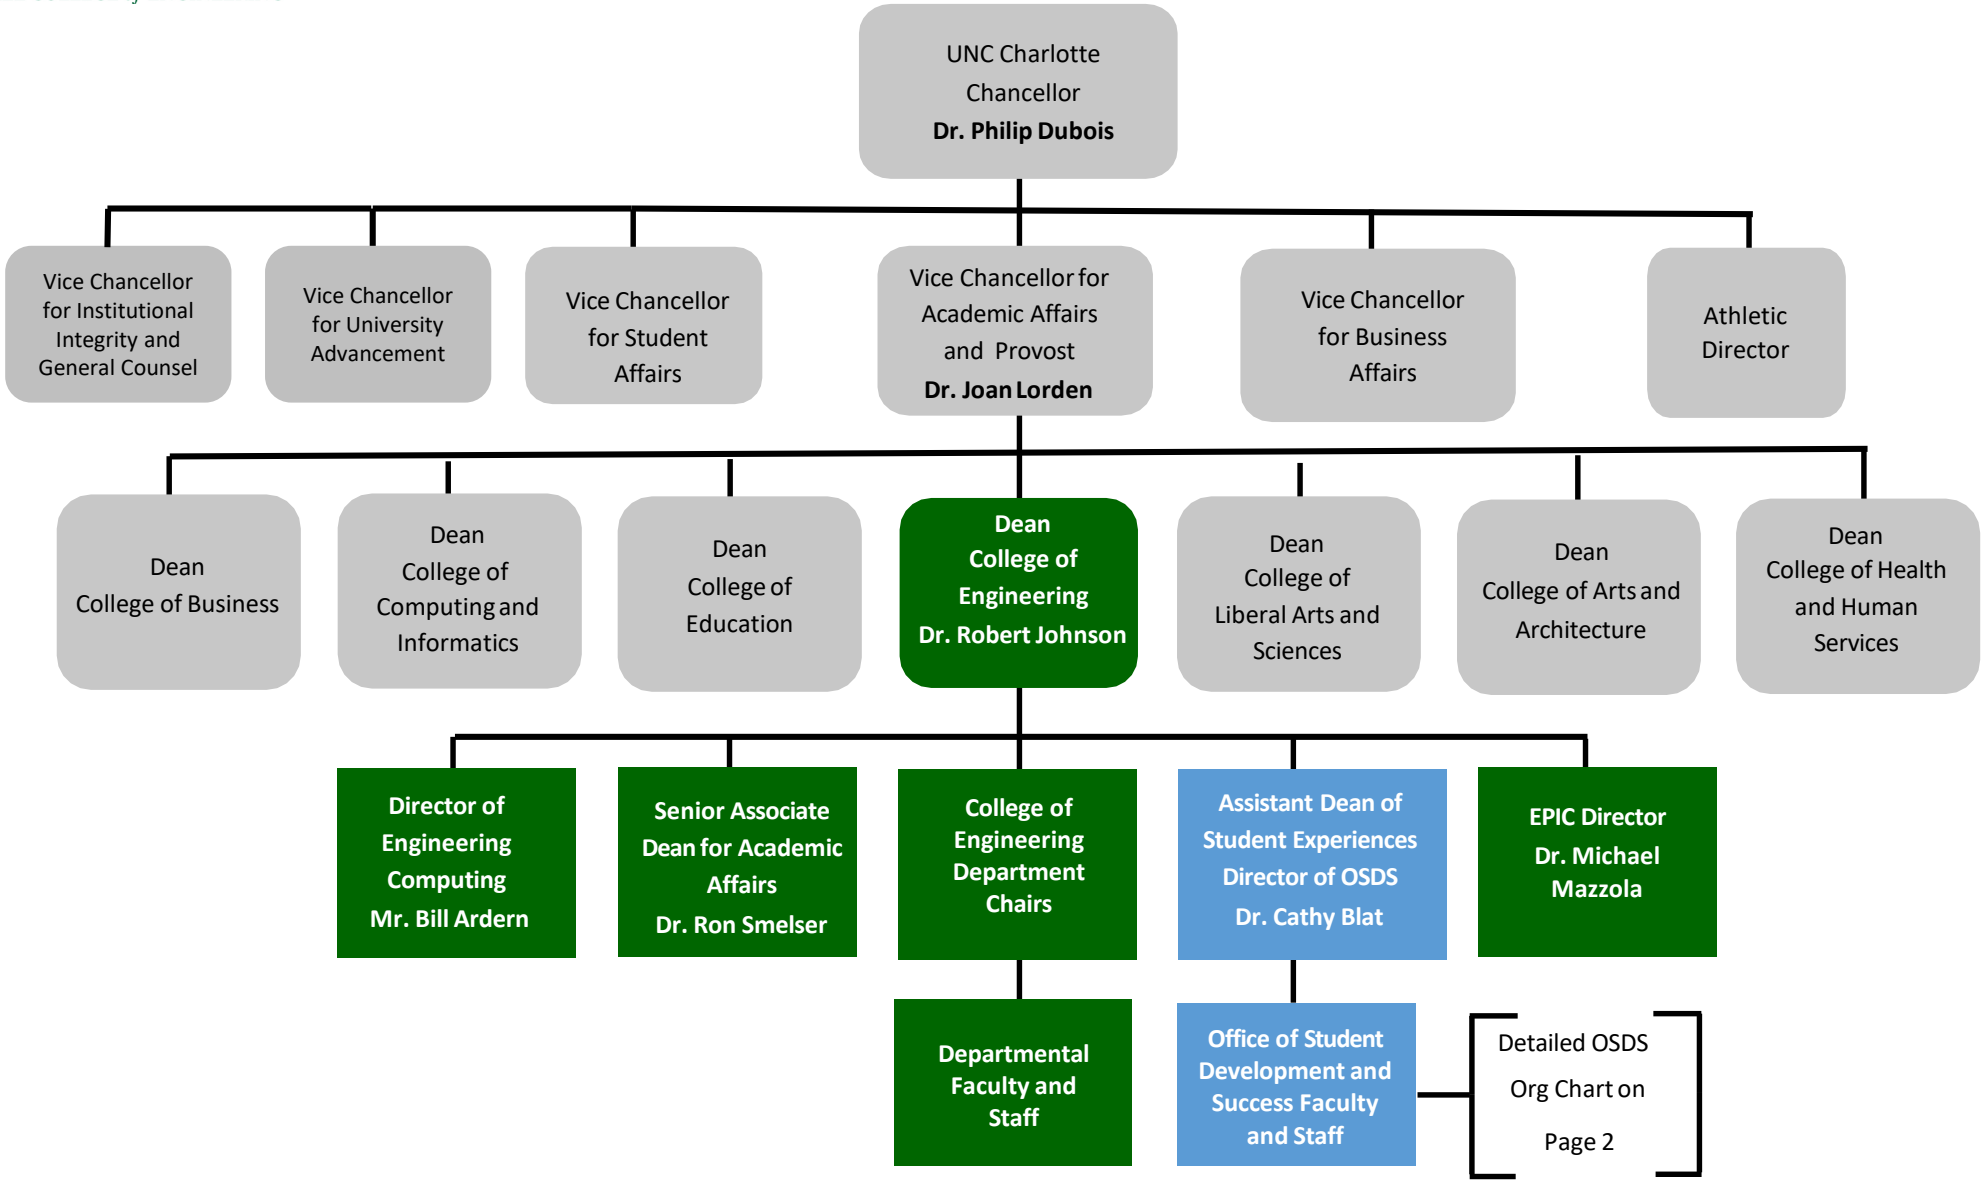 UNC Charlotte
Chancellor
Dr. Philip Dubois
Vice Chancellor
for Institutional
Integrity and
General Counsel
Vice Chancellor
for University
Advancement
Vice Chancellor
for Student
Affairs
Vice Chancellor for
Academic Affairs
and Provost
Dr. Joan Lorden
Vice Chancellor
for Business
Affairs
Athletic
Director
Dean
College of Business
Dean
College of
Computing and
Informatics
Dean
College of
Education
Dean
College of
Engineering
Dr. Robert Johnson
Dean
College of
Liberal Arts and
Sciences
Dean
College of Arts and
Architecture
Dean
College of Health
and Human
Services
Director of
Engineering
Computing
Mr. Bill Ardern
Senior Associate
Dean for Academic
Affairs
Dr. Ron Smelser
College of
Engineering
Department
Chairs
Assistant Dean of
Student Experiences
Director of OSDS
Dr. Cathy Blat
EPIC Director
Dr. Michael
Mazzola
Departmental
Faculty and
Staff
Office of Student
Development and
Success Faculty
and Staff
Detailed OSDS
Org Chart on
Page 2